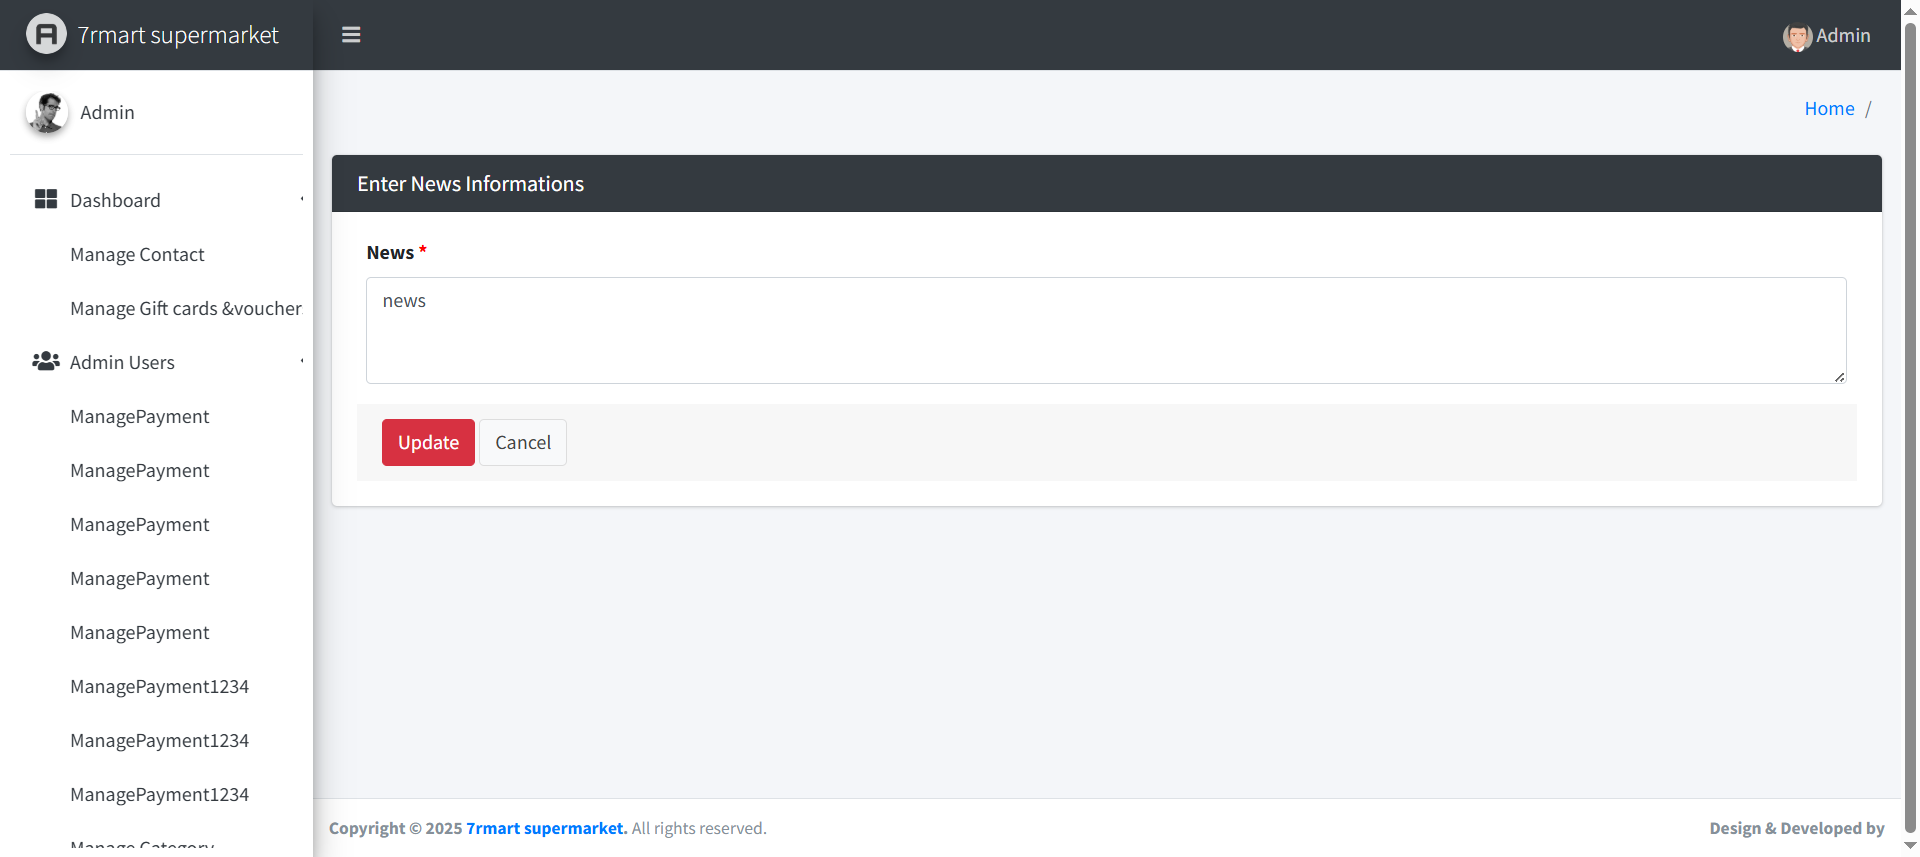 7rmart supermarket
Admin
Admin
Home /
Dashboard
Manage Contact
Manage Gift cards &voucher
Admin Users
ManagePayment
ManagePayment
ManagePayment
ManagePayment
ManagePayment
ManagePayment1234
ManagePayment1234
ManagePayment1234
Manage Category
Enter News Informations
News *
news
Update
Cancel
Copyright © 2025 7rmart supermarket. All rights reserved.
Design & Developed by